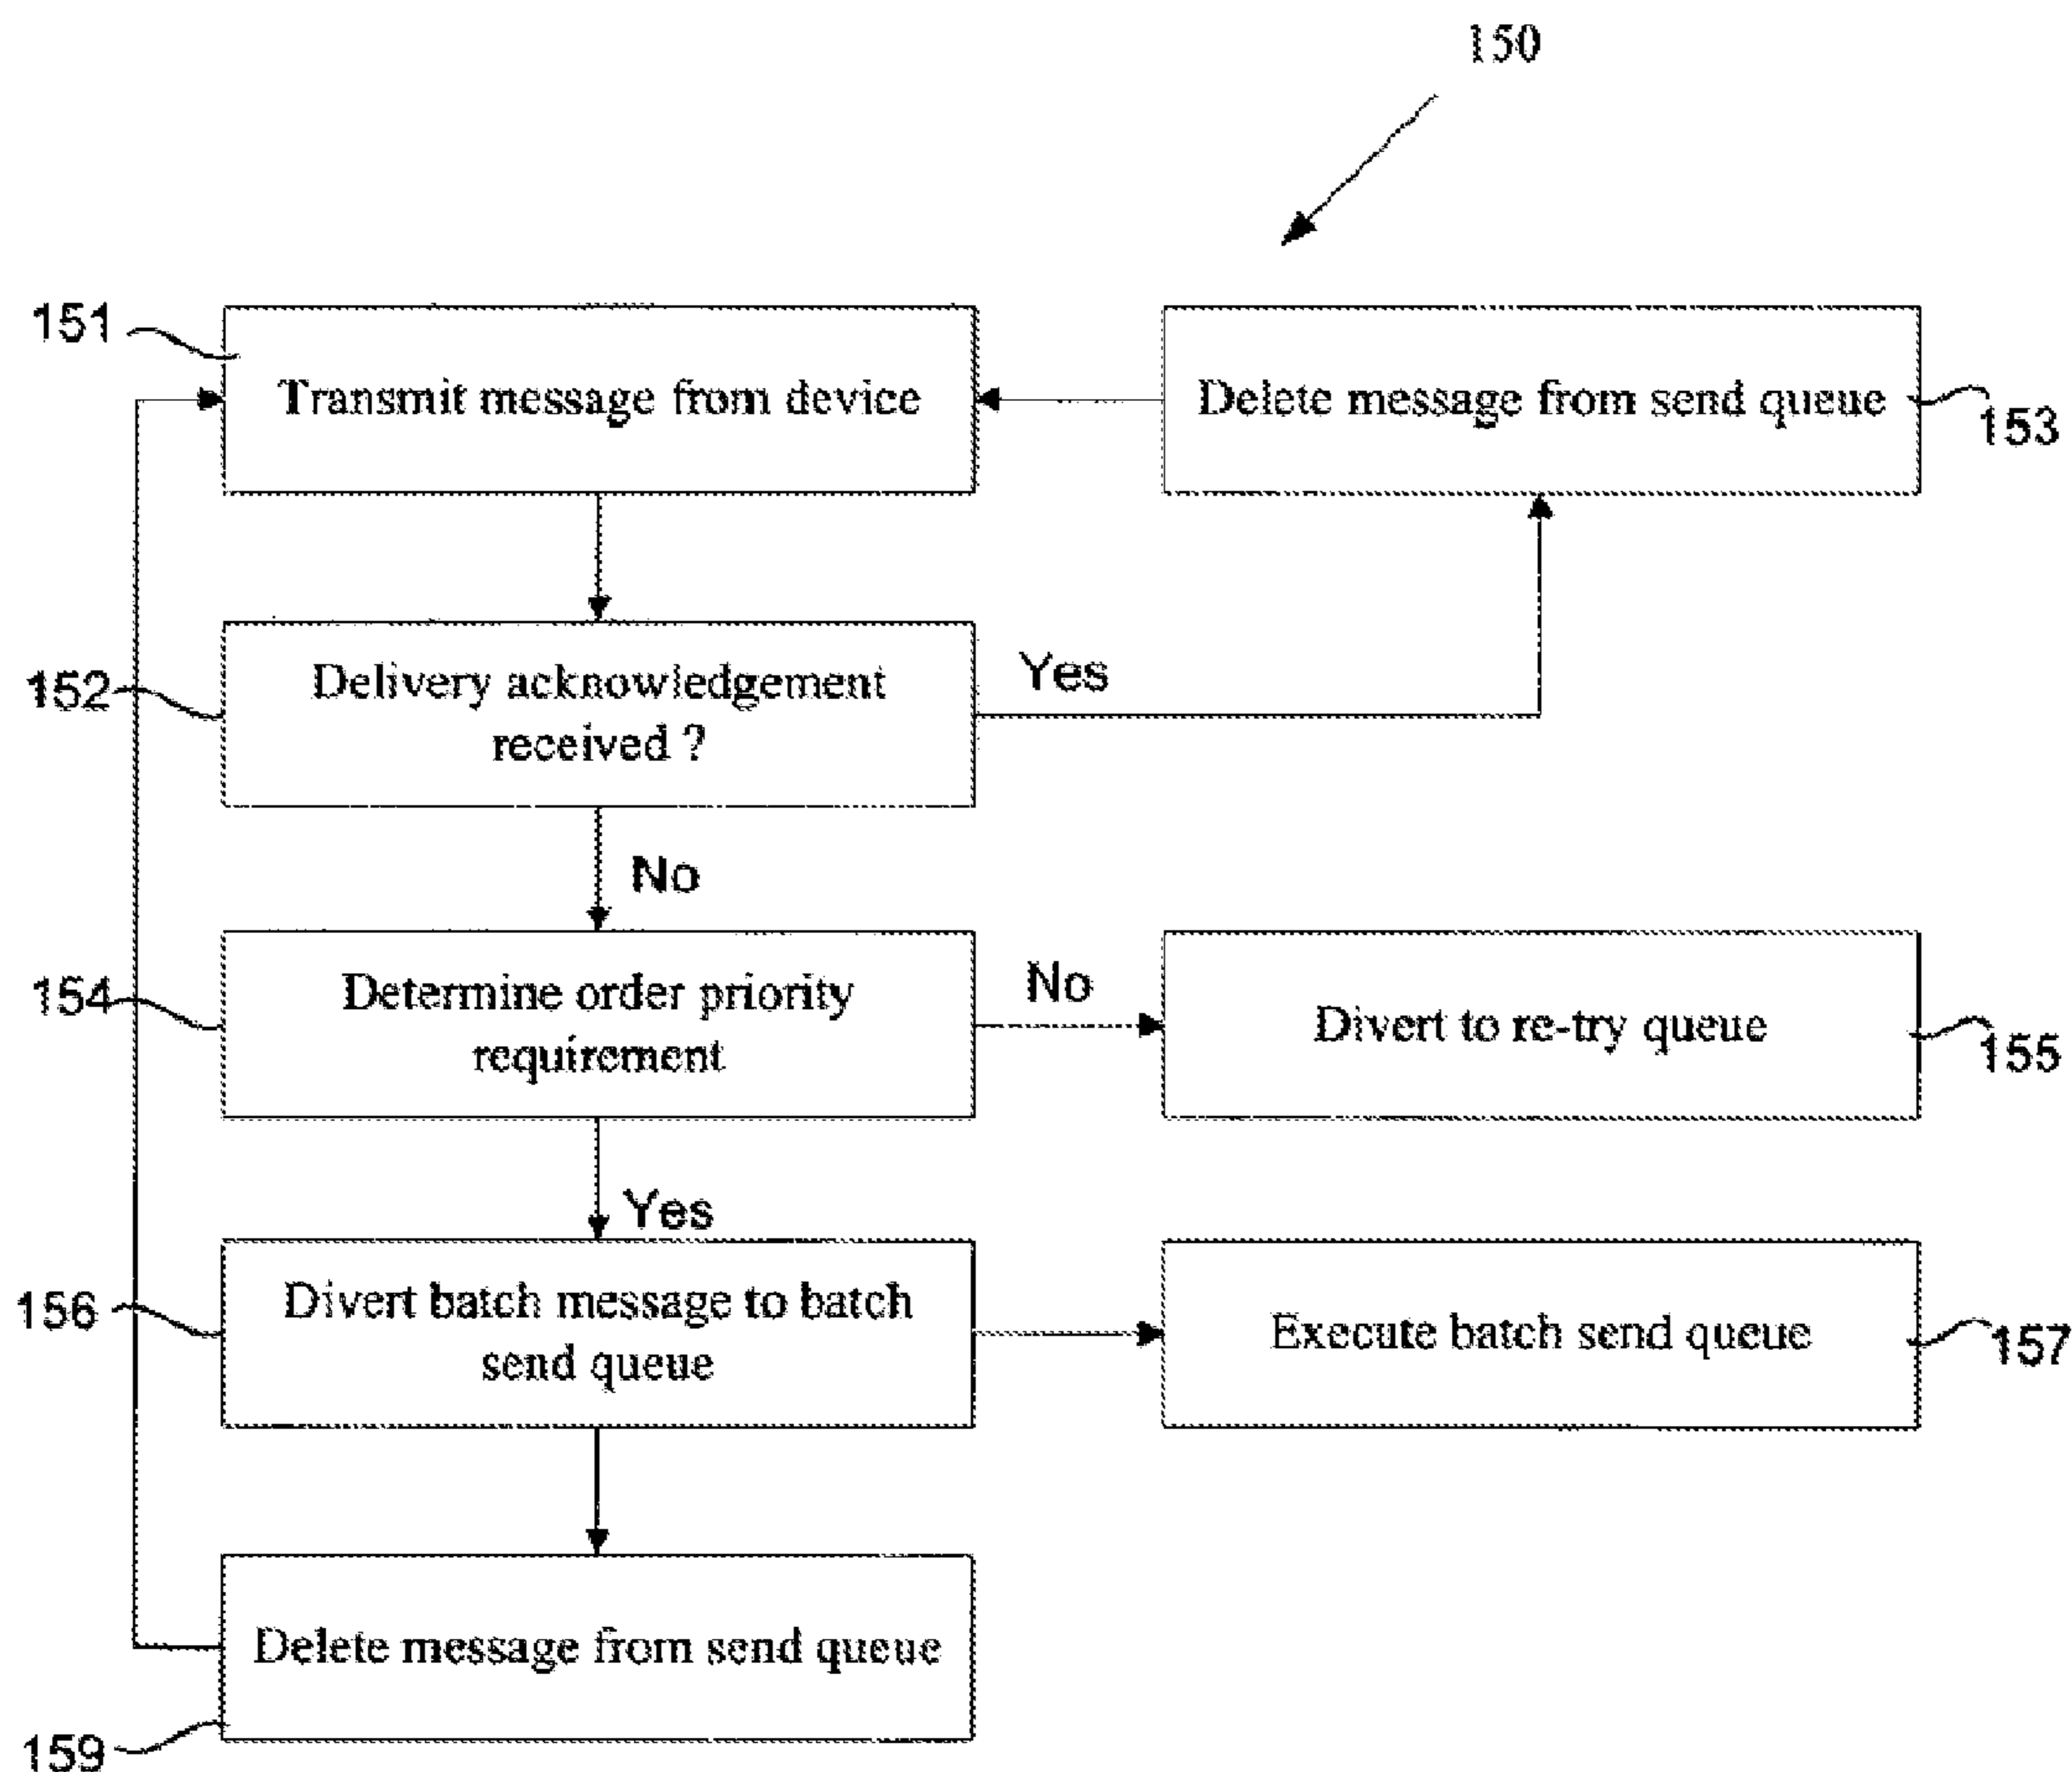 150
151
Transmit message from device
Delete message from send queue
153
152
Delivery acknowledgement
received ?
Yes
No
154
Determine order priority
requirement
No
Divert to re-try queue
155
Yes
156
Divert batch message to batch
send queue
Execute batch send queue
157
Delete message from send queue
159